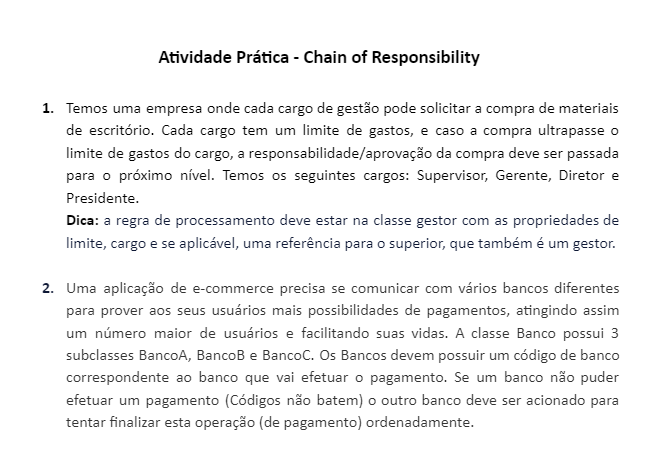 Atividade Prática - Chain of Responsibility
1. Temos uma empresa onde cada cargo de gestão pode solicitar a compra de materiais
de escritório. Cada cargo tem um limite de gastos, e caso a compra ultrapasse o
limite de gastos do cargo, a responsabilidade/aprovação da compra deve ser passada
para o próximo nível. Temos os seguintes cargos: Supervisor, Gerente, Diretor e
Presidente.
Dica: a regra de processamento deve estar na classe gestor com as propriedades de
limite, cargo e se aplicável, uma referência para o superior, que também é um gestor.
2. Uma aplicação de e-commerce precisa se comunicar com vários bancos diferentes
para prover aos seus usuários mais possibilidades de pagamentos, atingindo assim
um número maior de usuários e facilitando suas vidas. A classe Banco possui 3
subclasses BancoA, BancoB e BancoC. Os Bancos devem possuir um código de banco
correspondente ao banco que vai efetuar o pagamento. Se um banco não puder
efetuar um pagamento (Códigos não batem) o outro banco deve ser acionado para
tentar finalizar esta operação (de pagamento) ordenadamente.